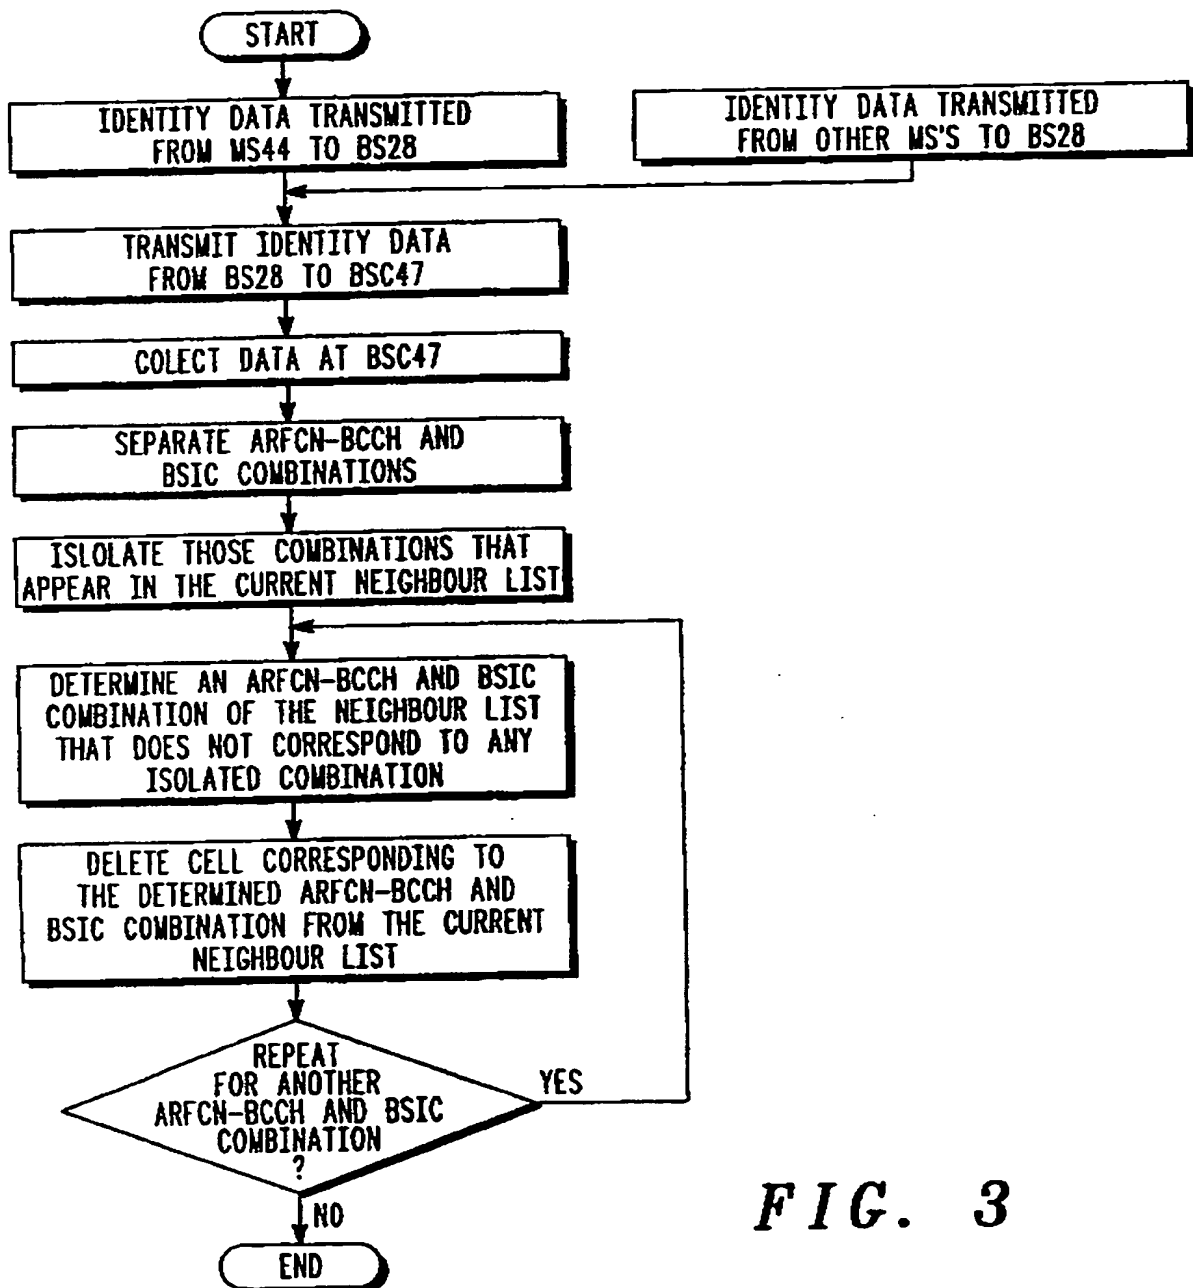 START
IDENTITY DATA TRANSMITTED
FROM MS44 TO BS28
IDENTITY DATA TRANSMITTED
FROM OTHER MS'S TO BS28
TRANSMIT IDENTITY DATA
FROM BS28 TO BSC47
COLECT DATA AT BSC47
SEPARATE ARFCN-BCCH AND
BSIC COMBINATIONS
ISLOLATE THOSE COMBINATIONS THAT
APPEAR IN THE CURRENT NEIGHBOUR LIST
DETERMINE AN ARFCN-BCCH AND BSIC
COMBINATION OF THE NEIGHBOUR LIST
THAT DOES NOT CORRESPOND TO ANY
ISOLATED COMBINATION
DELETE CELL CORRESPONDING TO
THE DETERMINED ARFCN-BCCH AND
BSIC COMBINATION FROM THE CURRENT
NEIGHBOUR LIST
REPEAT
FOR ANOTHER
ARFCN-BCCH AND BSIC
COMBINATION
?
YES
NO
END
FIG. 3